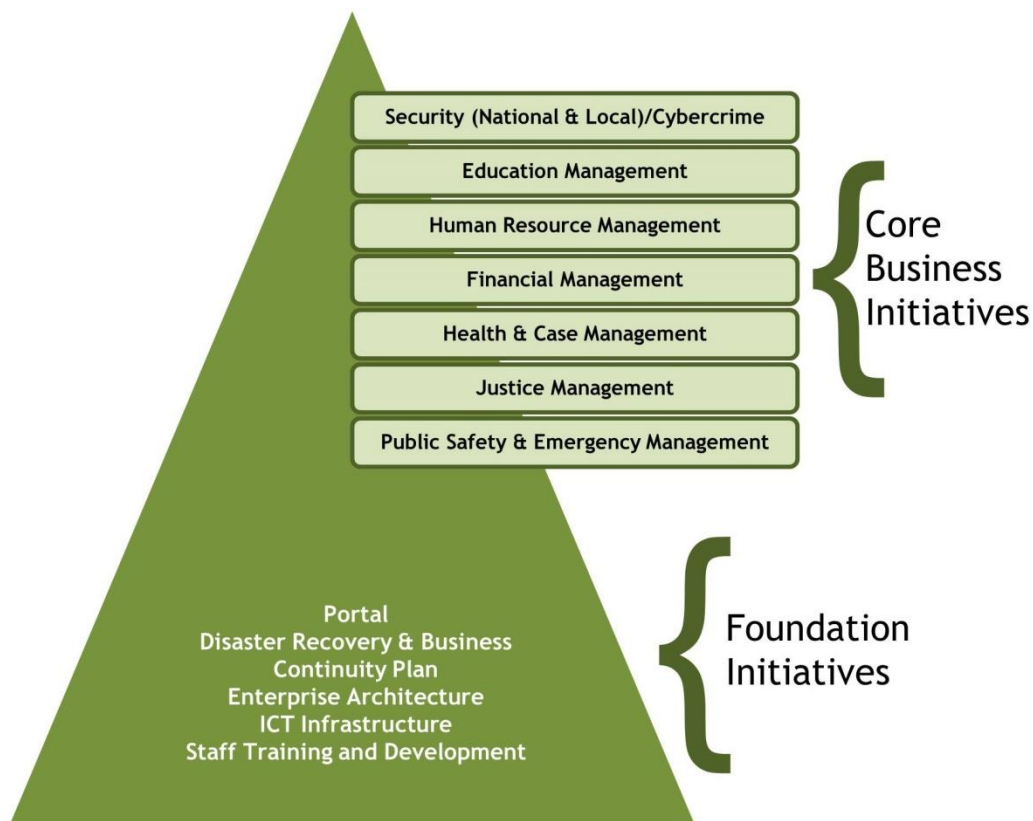 Security (National & Local)/Cybercrime
Education Management
Human Resource Management
Financial Management
Health & Case Management
Justice Management
Public Safety & Emergency Management
Core
Business
Initiatives
Portal
Disaster Recovery & Business
Continuity Plan
Enterprise Architecture
ICT Infrastructure
Staff Training and Development
Foundation
Initiatives